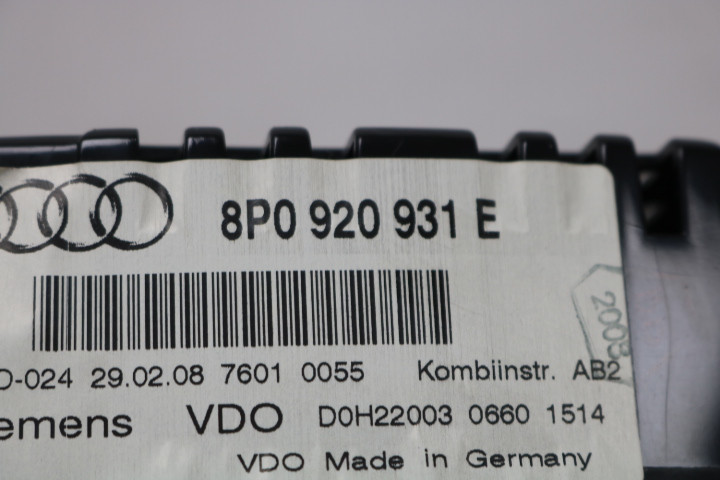 8P0 920 931 E
D-024 29.02.08 7601 0055 Kombiinstr. AB2
emens VDO D0H22003 0660 1514
VDO Made in Germany